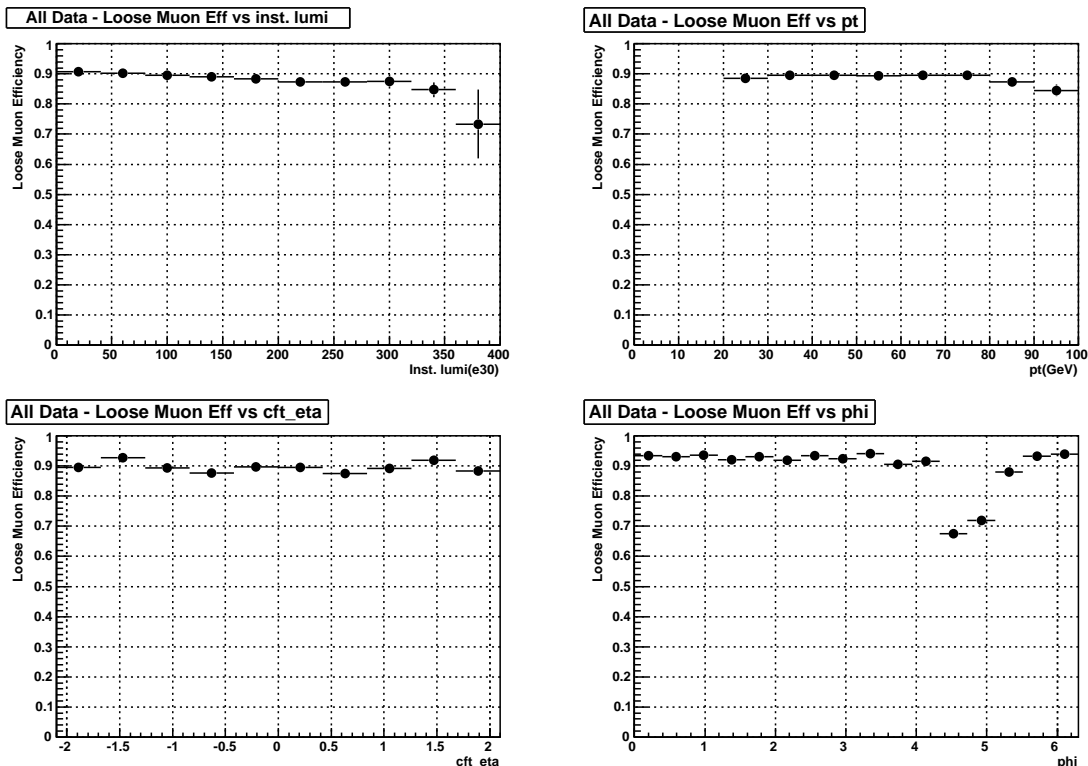 All Data - Loose Muon Eff vs inst. lumi
Loose Muon Efficiency
1
0.9
0.8
0.7
0.6
0.5
0.4
0.3
0.2
0.1
0
0 50 100 150 200 250 300 350 400
Inst. lumi(e30)
All Data - Loose Muon Eff vs pt
Loose Muon Efficiency
1
0.9
0.8
0.7
0.6
0.5
0.4
0.3
0.2
0.1
0
0 10 20 30 40 50 60 70 80 90 100
pt(GeV)
All Data - Loose Muon Eff vs cft_eta
Loose Muon Efficiency
1
0.9
0.8
0.7
0.6
0.5
0.4
0.3
0.2
0.1
0
-2 -1.5 -1 -0.5 0 0.5 1 1.5 2
cft_eta
All Data - Loose Muon Eff vs phi
Loose Muon Efficiency
1
0.9
0.8
0.7
0.6
0.5
0.4
0.3
0.2
0.1
0
0 1 2 3 4 5 6
phi